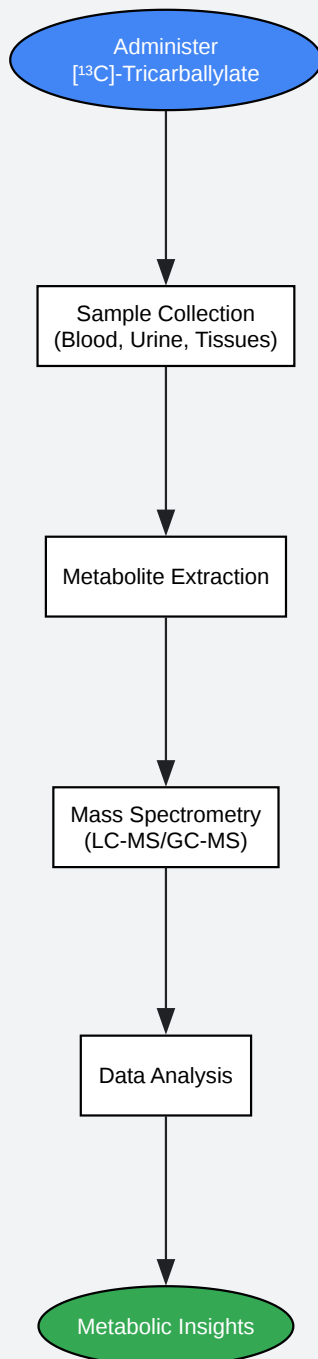 Administer
[¹³C]-Tricarballylate
Sample Collection
(Blood, Urine, Tissues)
Metabolite Extraction
Mass Spectrometry
(LC-MS/GC-MS)
Data Analysis
Metabolic Insights